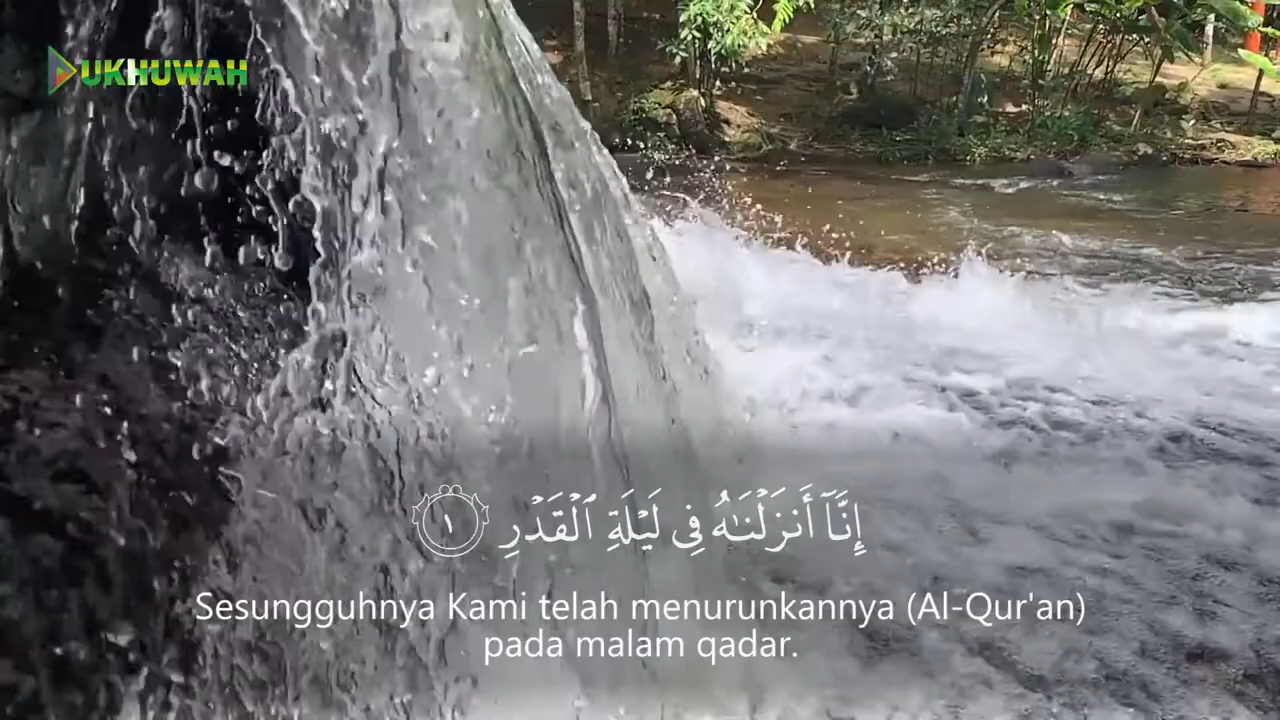 UKHUWAH
إِنَّآ أَنزَلْنَـٰهُ فِى لَيْلَةِ ٱلْقَدْرِ ١
Sesungguhnya Kami telah menurunkannya (Al-Qur'an)
pada malam qadar.